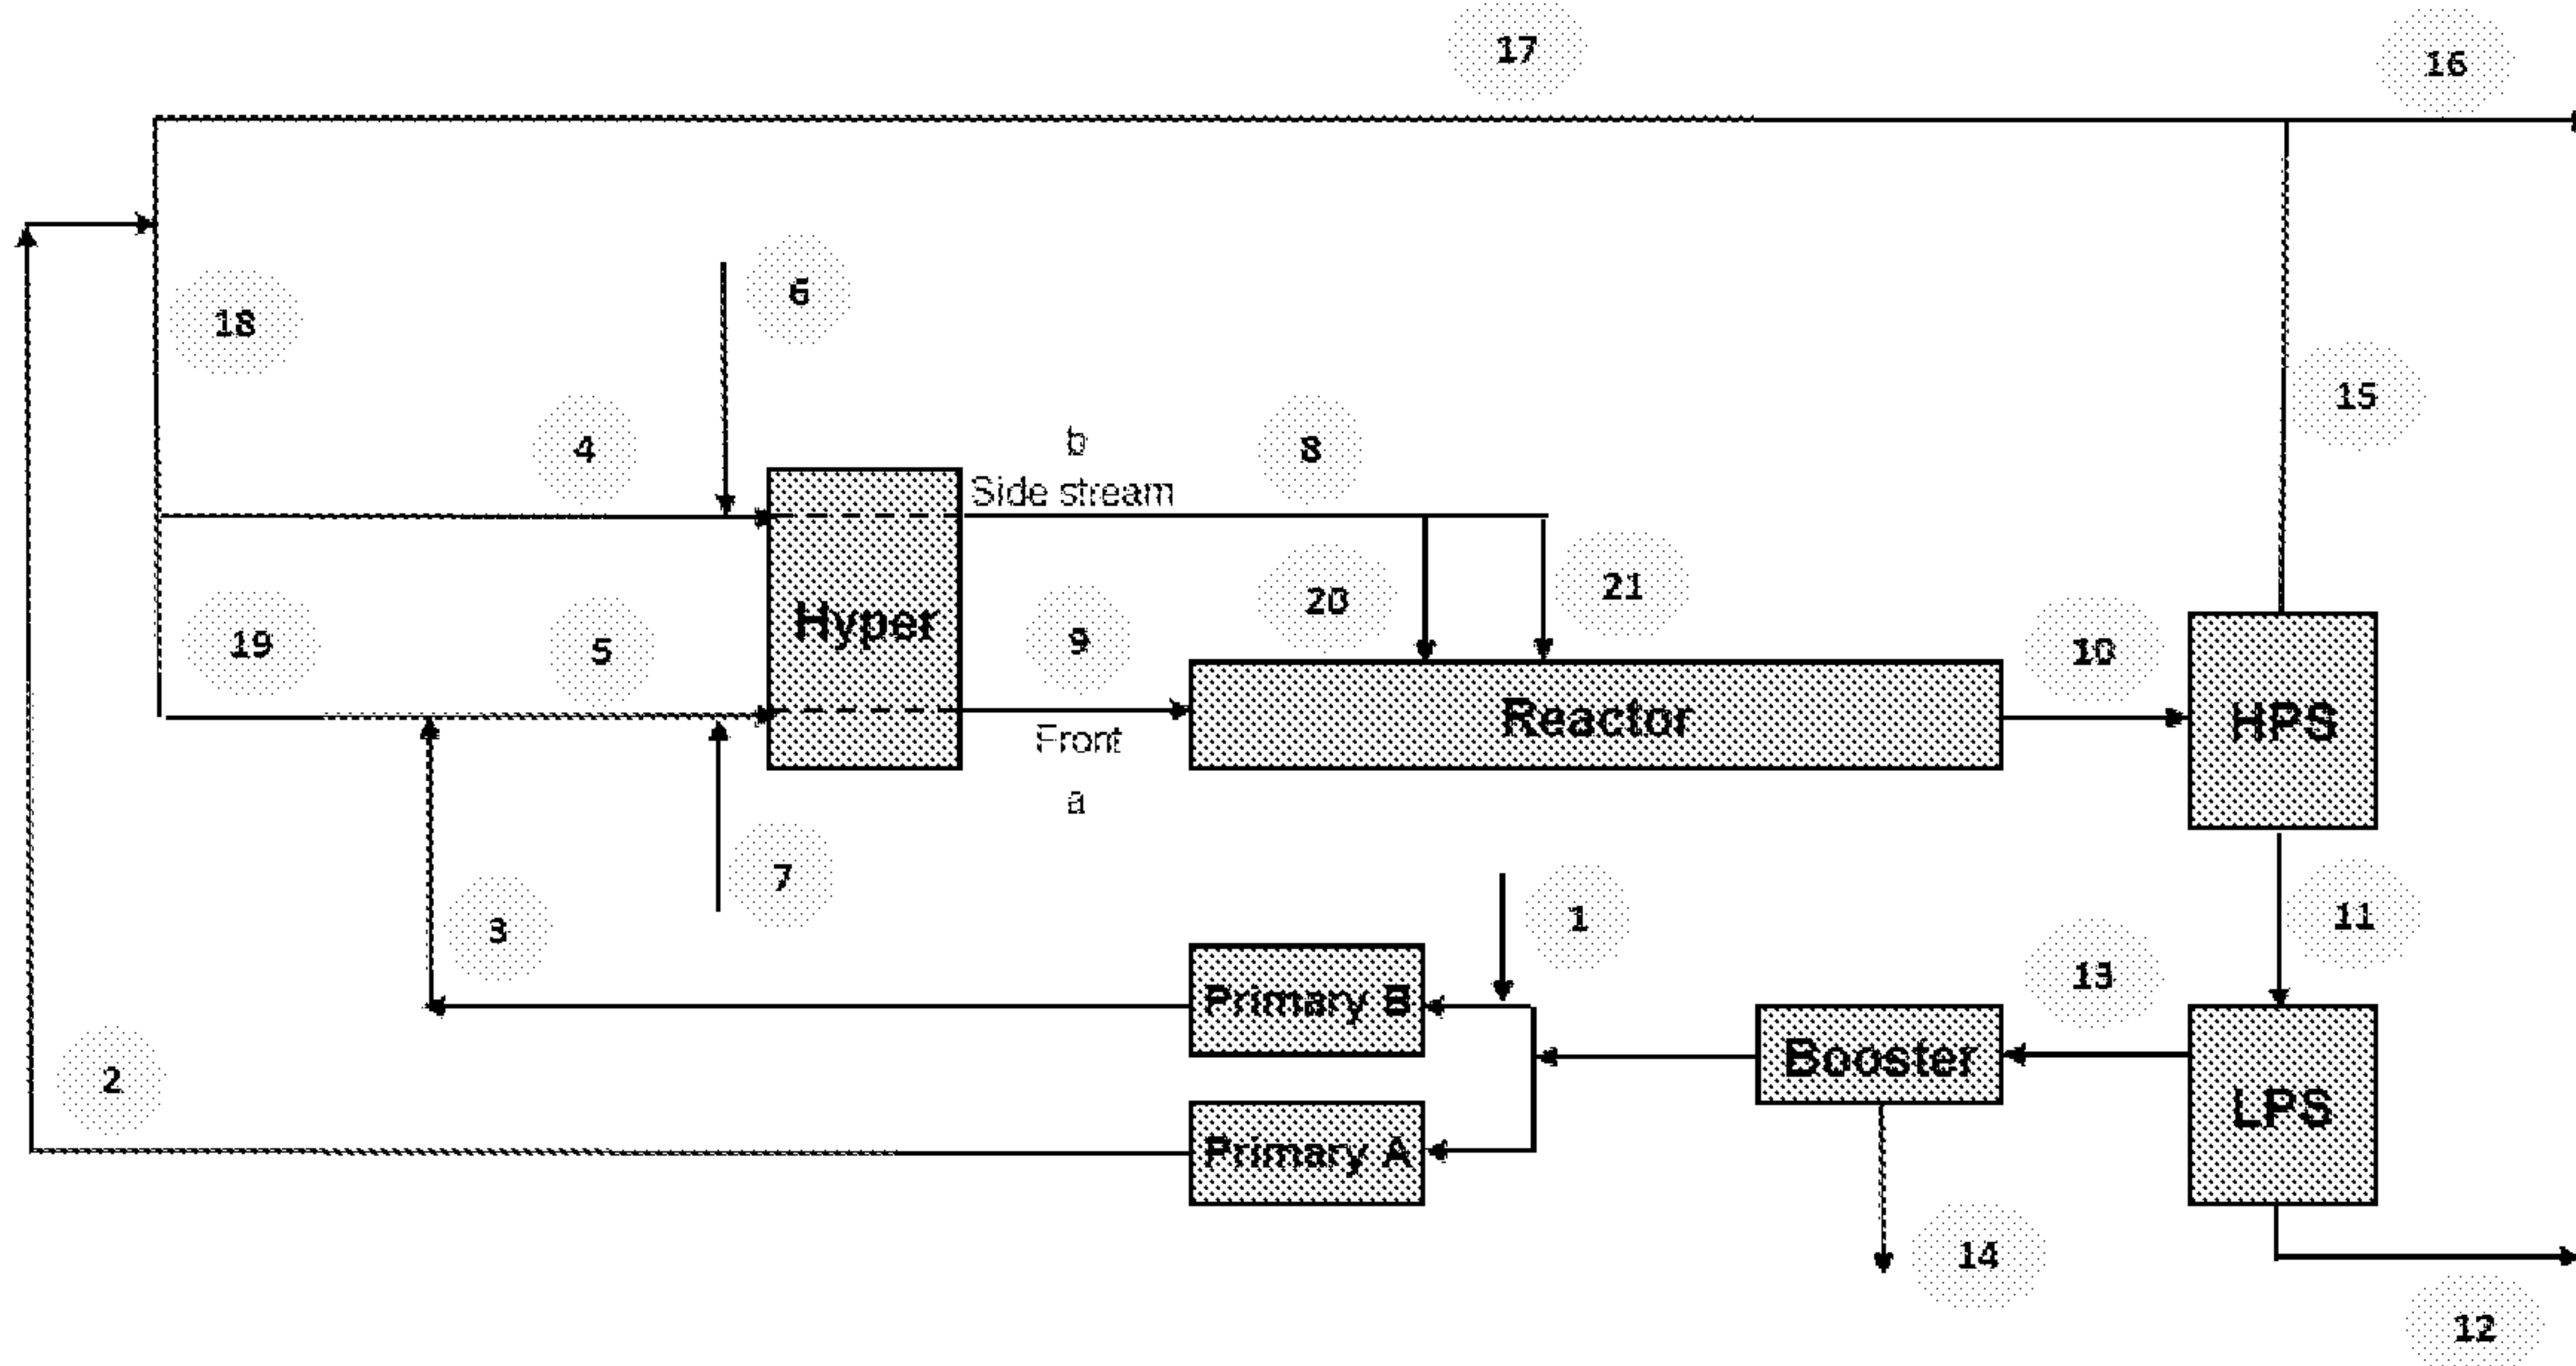 17
16
18
6
15
4
b
8
Side stream
20
21
19
5
Hyper
9
10
Reactor
HPS
Front
a
7
3
1
11
13
Primary B
Booster
2
LPS
Primary A
14
12